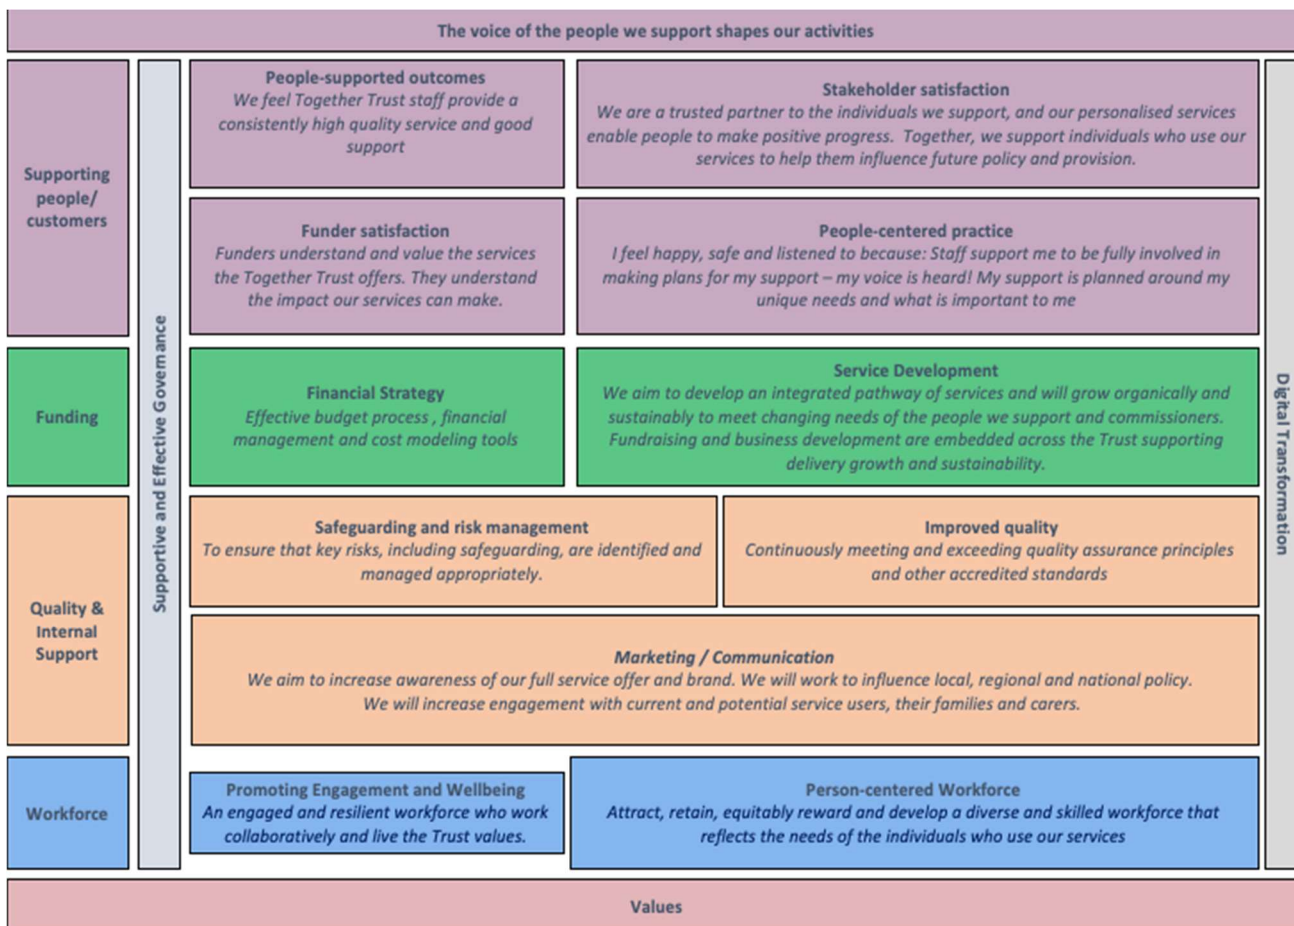 The voice of the people we support shapes our activities
Supporting
people/
customers
Supportive and Effective Governance
People-supported outcomes
We feel Together Trust staff provide a
consistently high quality service and good
support
Stakeholder satisfaction
We are a trusted partner to the individuals we support, and our personalised services
enable people to make positive progress.  Together, we support individuals who use our
services to help them influence future policy and provision.
Funder satisfaction
Funders understand and value the services
the Together Trust offers. They understand
the impact our services can make.
People-centered practice
I feel happy, safe and listened to because: Staff support me to be fully involved in
making plans for my support – my voice is heard! My support is planned around my
unique needs and what is important to me
Digital Transformation
Funding
Financial Strategy
Effective budget process , financial
management and cost modeling tools
Service Development
We aim to develop an integrated pathway of services and will grow organically and
sustainably to meet changing needs of the people we support and commissioners.
Fundraising and business development are embedded across the Trust supporting
delivery growth and sustainability.
Quality &
Internal
Support
Safeguarding and risk management
To ensure that key risks, including safeguarding, are identified and
managed appropriately.
Improved quality
Continuously meeting and exceeding quality assurance principles
and other accredited standards
Marketing / Communication
We aim to increase awareness of our full service offer and brand. We will work to influence local, regional and national policy.
We will increase engagement with current and potential service users, their families and carers.
Workforce
Promoting Engagement and Wellbeing
An engaged and resilient workforce who work
collaboratively and live the Trust values.
Person-centered Workforce
Attract, retain, equitably reward and develop a diverse and skilled workforce that
reflects the needs of the individuals who use our services
Values